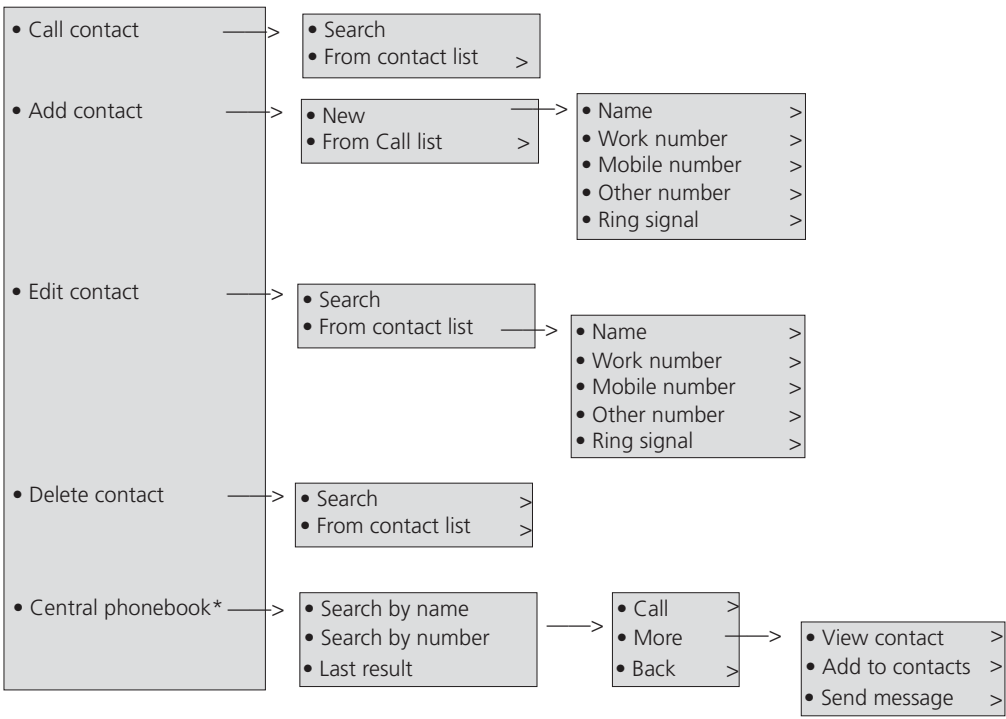 • Call contact >
• Search
• From contact list >
• Add contact >
• New >
• From Call list >
• Name >
• Work number >
• Mobile number >
• Other number >
• Ring signal >
• Edit contact >
• Search
• From contact list >
• Name >
• Work number >
• Mobile number >
• Other number >
• Ring signal >
• Delete contact >
• Search >
• From contact list >
• Central phonebook* >
• Search by name
• Search by number >
• Last result
• Call >
• More >
• Back >
• View contact >
• Add to contacts >
• Send message >